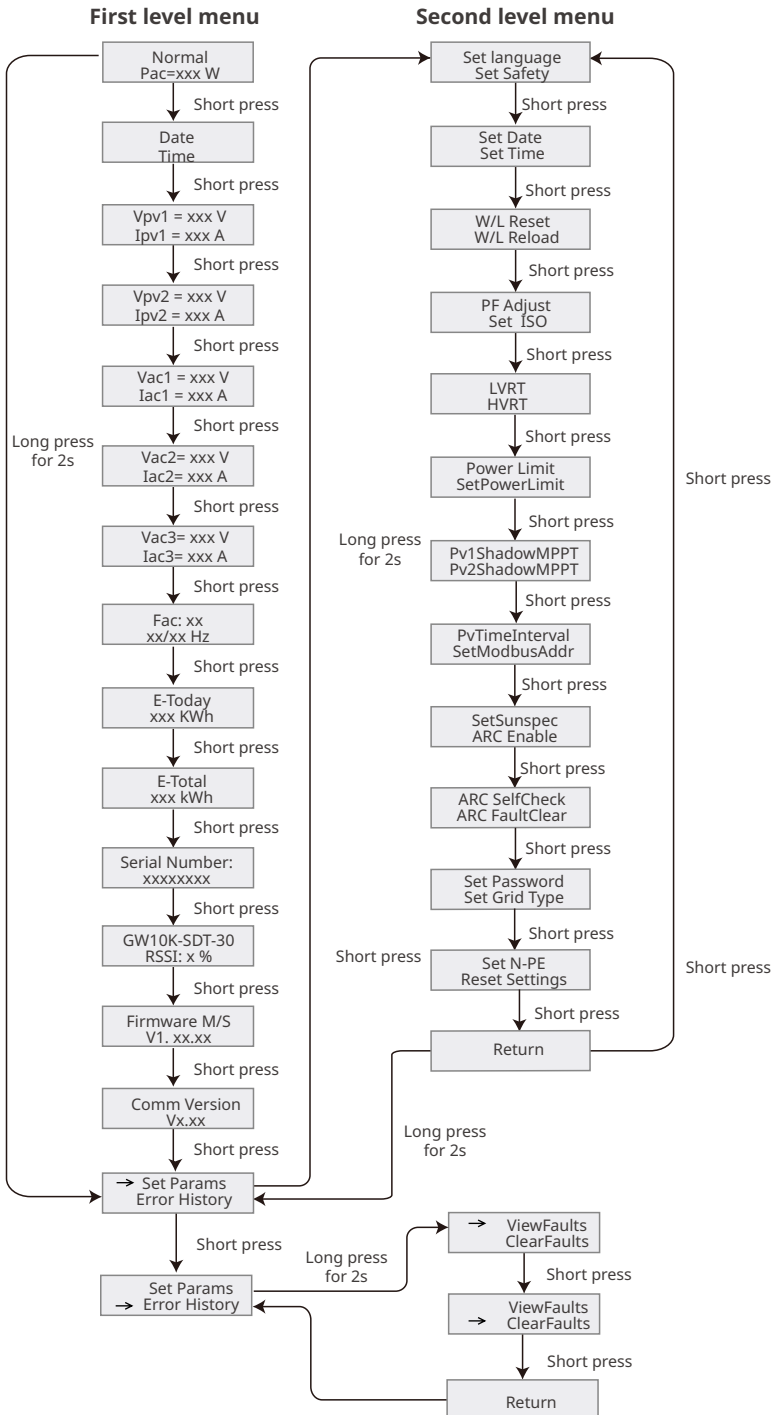 First level menu
Normal
Pac=xxx W
Short press
Date
Time
Short press
Vpv1 = xxx V
Ipv1 = xxx A
Short press
Vpv2 = xxx V
Ipv2 = xxx A
Short press
Vac1 = xxx V
Iac1 = xxx A
Short press
Long press
for 2s
Vac2= xxx V
Iac2= xxx A
Short press
Vac3= xxx V
Iac3= xxx A
Short press
Fac: xx
xx/xx Hz
Short press
E-Today
xxx KWh
Short press
E-Total
xxx kWh
Short press
Serial Number:
xxxxxxxx
Short press
GW10K-SDT-30
RSSI: x %
Short press
Firmware M/S
V1. xx.xx
Short press
Comm Version
Vx.xx
Short press
→ Set Params
Error History
Short press
Set Params
→ Error History
Second level menu
Set language
Set Safety
Short press
Set Date
Set Time
Short press
W/L Reset
W/L Reload
Short press
PF Adjust
Set ISO
Short press
LVRT
HVRT
Short press
Power Limit
SetPowerLimit
Short press
Short press
Long press
for 2s
Pv1ShadowMPPT
Pv2ShadowMPPT
Short press
PvTimeInterval
SetModbusAddr
Short press
SetSunspec
ARC Enable
Short press
ARC SelfCheck
ARC FaultClear
Short press
Set Password
Set Grid Type
Short press
Short press
Set N-PE
Reset Settings
Short press
Short press
Return
Long press
for 2s
Long press
for 2s
→ ViewFaults
ClearFaults
Short press
ViewFaults
→ ClearFaults
Short press
Return